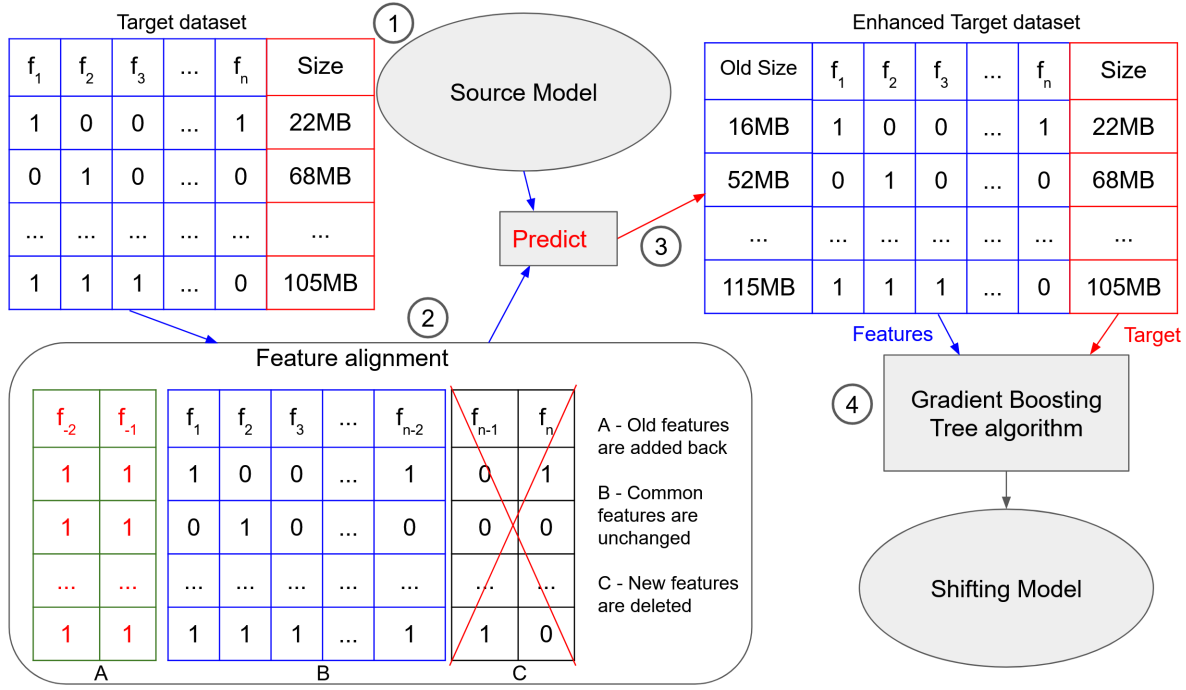 Target dataset
f1 f2 f3 ... fn Size
1 0 0 ... 1 22MB
0 1 0 ... 0 68MB
... ... ... ... ... ...
1 1 1 ... 0 105MB
1
Source Model
Predict
3
Enhanced Target dataset
Old Size f1 f2 f3 ... fn Size
16MB 1 0 0 ... 1 22MB
52MB 0 1 0 ... 0 68MB
... ... ... ... ... ... ...
115MB 1 1 1 ... 0 105MB
2
Feature alignment
f-2 f-1 f1 f2 f3 ... fn-2 fn-1 fn
1 1 1 0 0 ... 1 0 1
1 1 0 1 0 ... 0 0 0
... ... ... ... ... ... ... ... ...
1 1 1 1 1 ... 1 1 0
A B C
A - Old features
are added back
B - Common
features are
unchanged
C - New features
are deleted
Features
Target
4
Gradient Boosting
Tree algorithm
Shifting Model